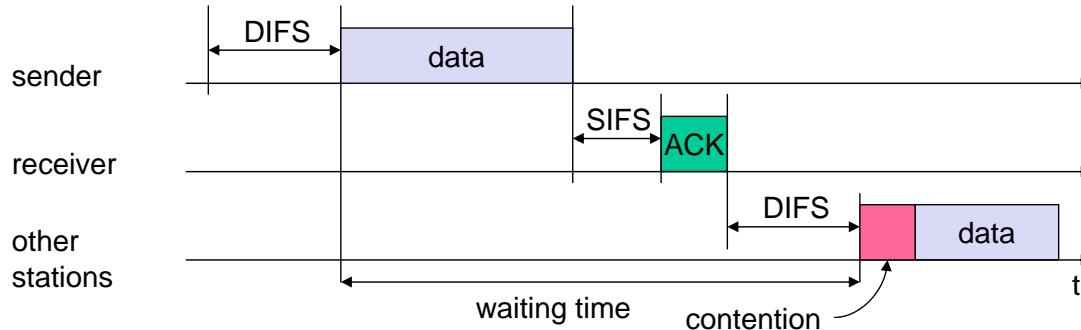 DIFS
data
sender
SIFS
ACK
receiver
DIFS
data
other
stations
t
waiting time
contention